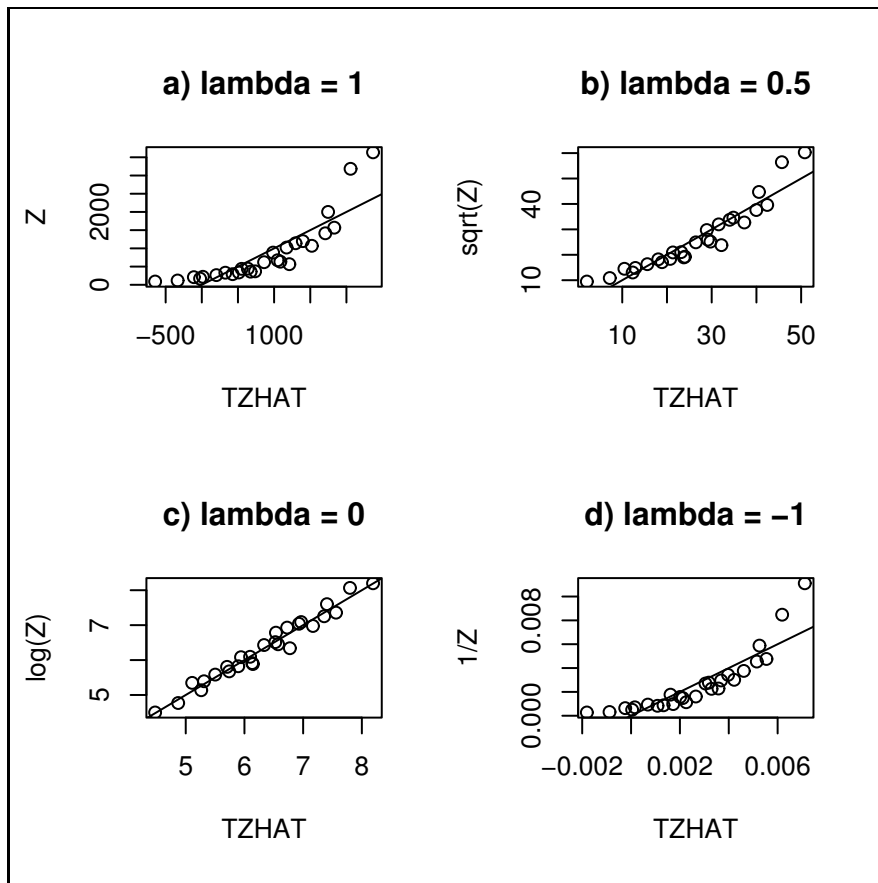 a) lambda = 1
Z
0 2000
−500 1000
TZHAT
b) lambda = 0.5
sqrt(Z)
10 40
10 30 50
TZHAT
c) lambda = 0
log(Z)
5 7
5 6 7 8
TZHAT
d) lambda = −1
1/Z
0.000 0.008
−0.002 0.002 0.006
TZHAT